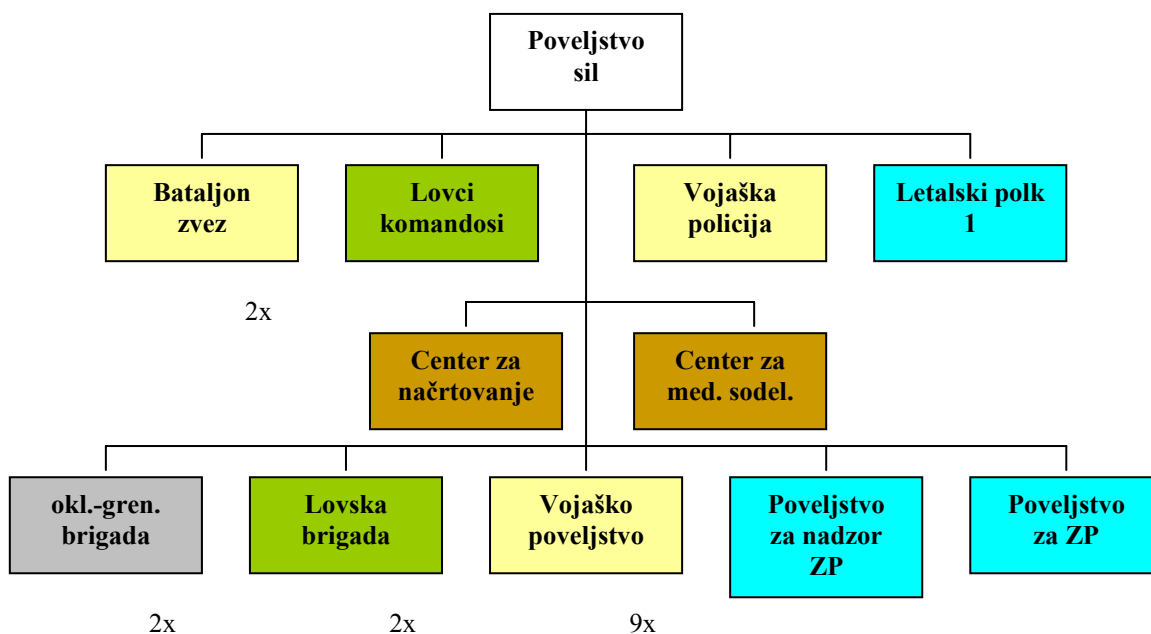 Poveljstvo
sil
Bataljon
zvez
Lovci
komandosi
Vojaška
policija
Letalski polk
1
2x
Center za
načrtovanje
Center za
med. sodel.
okl.-gren.
brigada
Lovska
brigada
Vojaško
poveljstvo
Poveljstvo
za nadzor
ZP
Poveljstvo
za ZP
2x
2x
9x